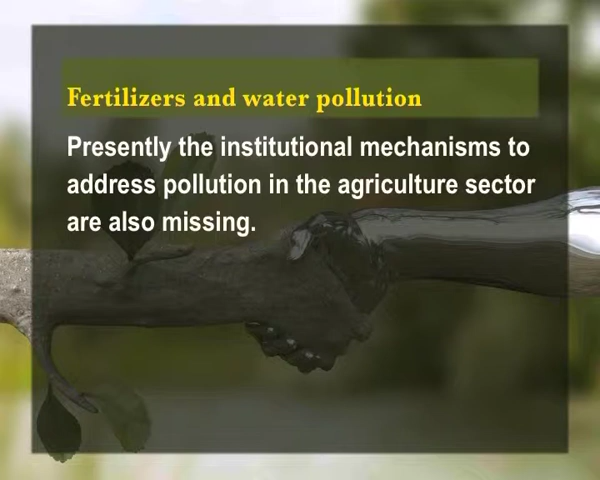 Fertilizers and water pollution
Presently the institutional mechanisms to
address pollution in the agriculture sector
are also missing.